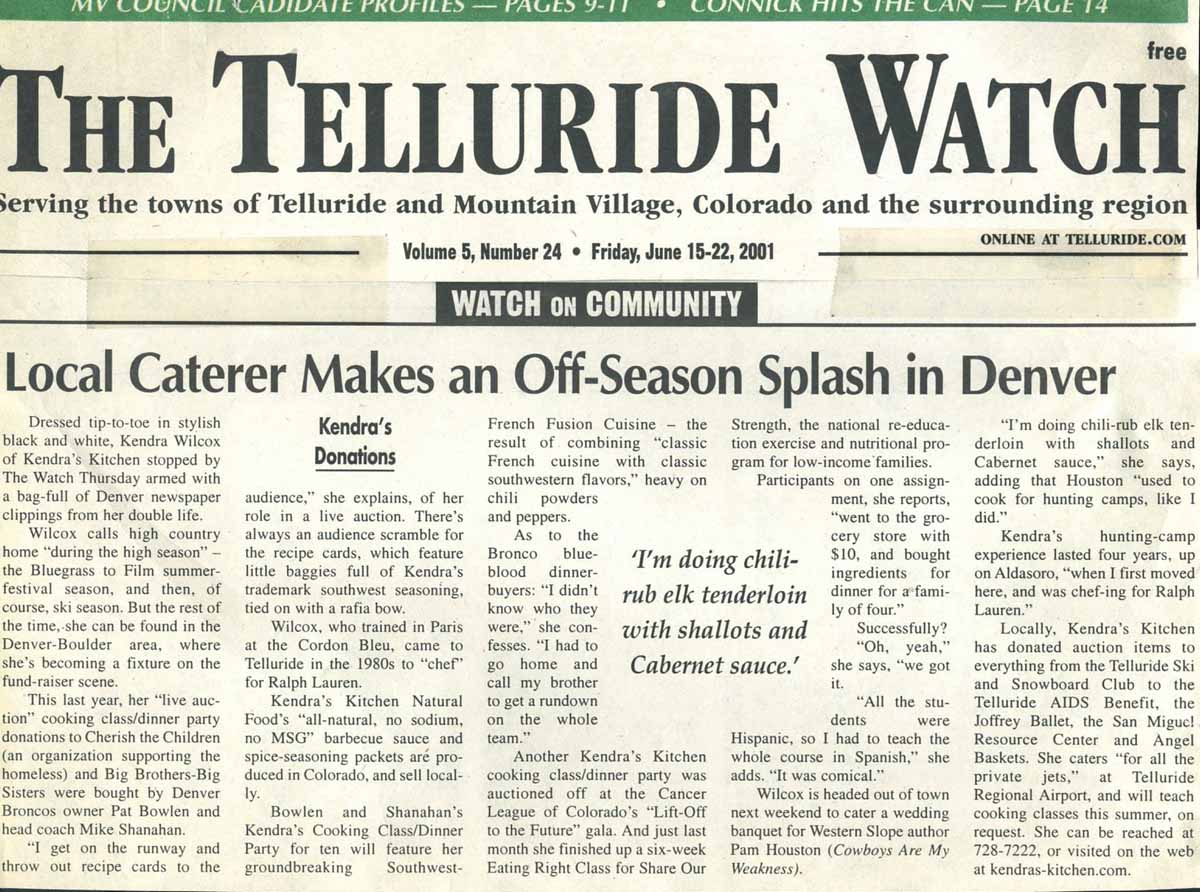 MV COUNCIL CADIDATE PROFILES — PAGES 9-11 • CONNICK HITS THE CAN — PAGE 14
free
THE TELLURIDE WATCH
Serving the towns of Telluride and Mountain Village, Colorado and the surrounding region
ONLINE AT TELLURIDE.COM
Volume 5, Number 24 • Friday, June 15-22, 2001
WATCH ON COMMUNITY
Local Caterer Makes an Off-Season Splash in Denver
Dressed tip-to-toe in stylish
black and white, Kendra Wilcox
of Kendra's Kitchen stopped by
The Watch Thursday armed with
a bag-full of Denver newspaper
clippings from her double life.
Wilcox calls high country
home "during the high season" –
the Bluegrass to Film summer-
festival season, and then, of
course, ski season. But the rest of
the time, she can be found in the
Denver-Boulder area, where
she's becoming a fixture on the
fund-raiser scene.
This last year, her "live auc-
tion" cooking class/dinner party
donations to Cherish the Children
(an organization supporting the
homeless) and Big Brothers-Big
Sisters were bought by Denver
Broncos owner Pat Bowlen and
head coach Mike Shanahan.
"I get on the runway and
throw out recipe cards to the
Kendra's
Donations
audience," she explains, of her
role in a live auction. There's
always an audience scramble for
the recipe cards, which feature
little baggies full of Kendra's
trademark southwest seasoning,
tied on with a rafia bow.
Wilcox, who trained in Paris
at the Cordon Bleu, came to
Telluride in the 1980s to "chef"
for Ralph Lauren.
Kendra's Kitchen Natural
Food's "all-natural, no sodium,
no MSG" barbecue sauce and
spice-seasoning packets are pro-
duced in Colorado, and sell local-
ly.
Bowlen and Shanahan's
Kendra's Cooking Class/Dinner
Party for ten will feature her
groundbreaking Southwest-
French Fusion Cuisine – the
result of combining "classic
French cuisine with classic
southwestern flavors," heavy on
chili powders
and peppers.
As to the
Bronco blue-
blood dinner-
buyers: "I didn't
know who they
were," she con-
fesses. "I had to
go home and
call my brother
to get a rundown
on the whole
team."
Another Kendra's Kitchen
cooking class/dinner party was
auctioned off at the Cancer
League of Colorado's "Lift-Off
to the Future" gala. And just last
month she finished up a six-week
Eating Right Class for Share Our
'I'm doing chili-
rub elk tenderloin
with shallots and
Cabernet sauce.'
Strength, the national re-educa-
tion exercise and nutritional pro-
gram for low-income families.
Participants on one assign-
ment, she reports,
"went to the gro-
cery store with
$10, and bought
ingredients for
dinner for a fami-
ly of four."
Successfully?
"Oh, yeah,"
she says, "we got
it.
"All the stu-
dents were
Hispanic, so I had to teach the
whole course in Spanish," she
adds. "It was comical."
Wilcox is headed out of town
next weekend to cater a wedding
banquet for Western Slope author
Pam Houston (Cowboys Are My
Weakness).
"I'm doing chili-rub elk ten-
derloin with shallots and
Cabernet sauce," she says,
adding that Houston "used to
cook for hunting camps, like I
did."
Kendra's hunting-camp
experience lasted four years, up
on Aldasoro, "when I first moved
here, and was chef-ing for Ralph
Lauren."
Locally, Kendra's Kitchen
has donated auction items to
everything from the Telluride Ski
and Snowboard Club to the
Telluride AIDS Benefit, the
Joffrey Ballet, the San Miguel
Resource Center and Angel
Baskets. She caters "for all the
private jets," at Telluride
Regional Airport, and will teach
cooking classes this summer, on
request. She can be reached at
728-7222, or visited on the web
at kendras-kitchen.com.